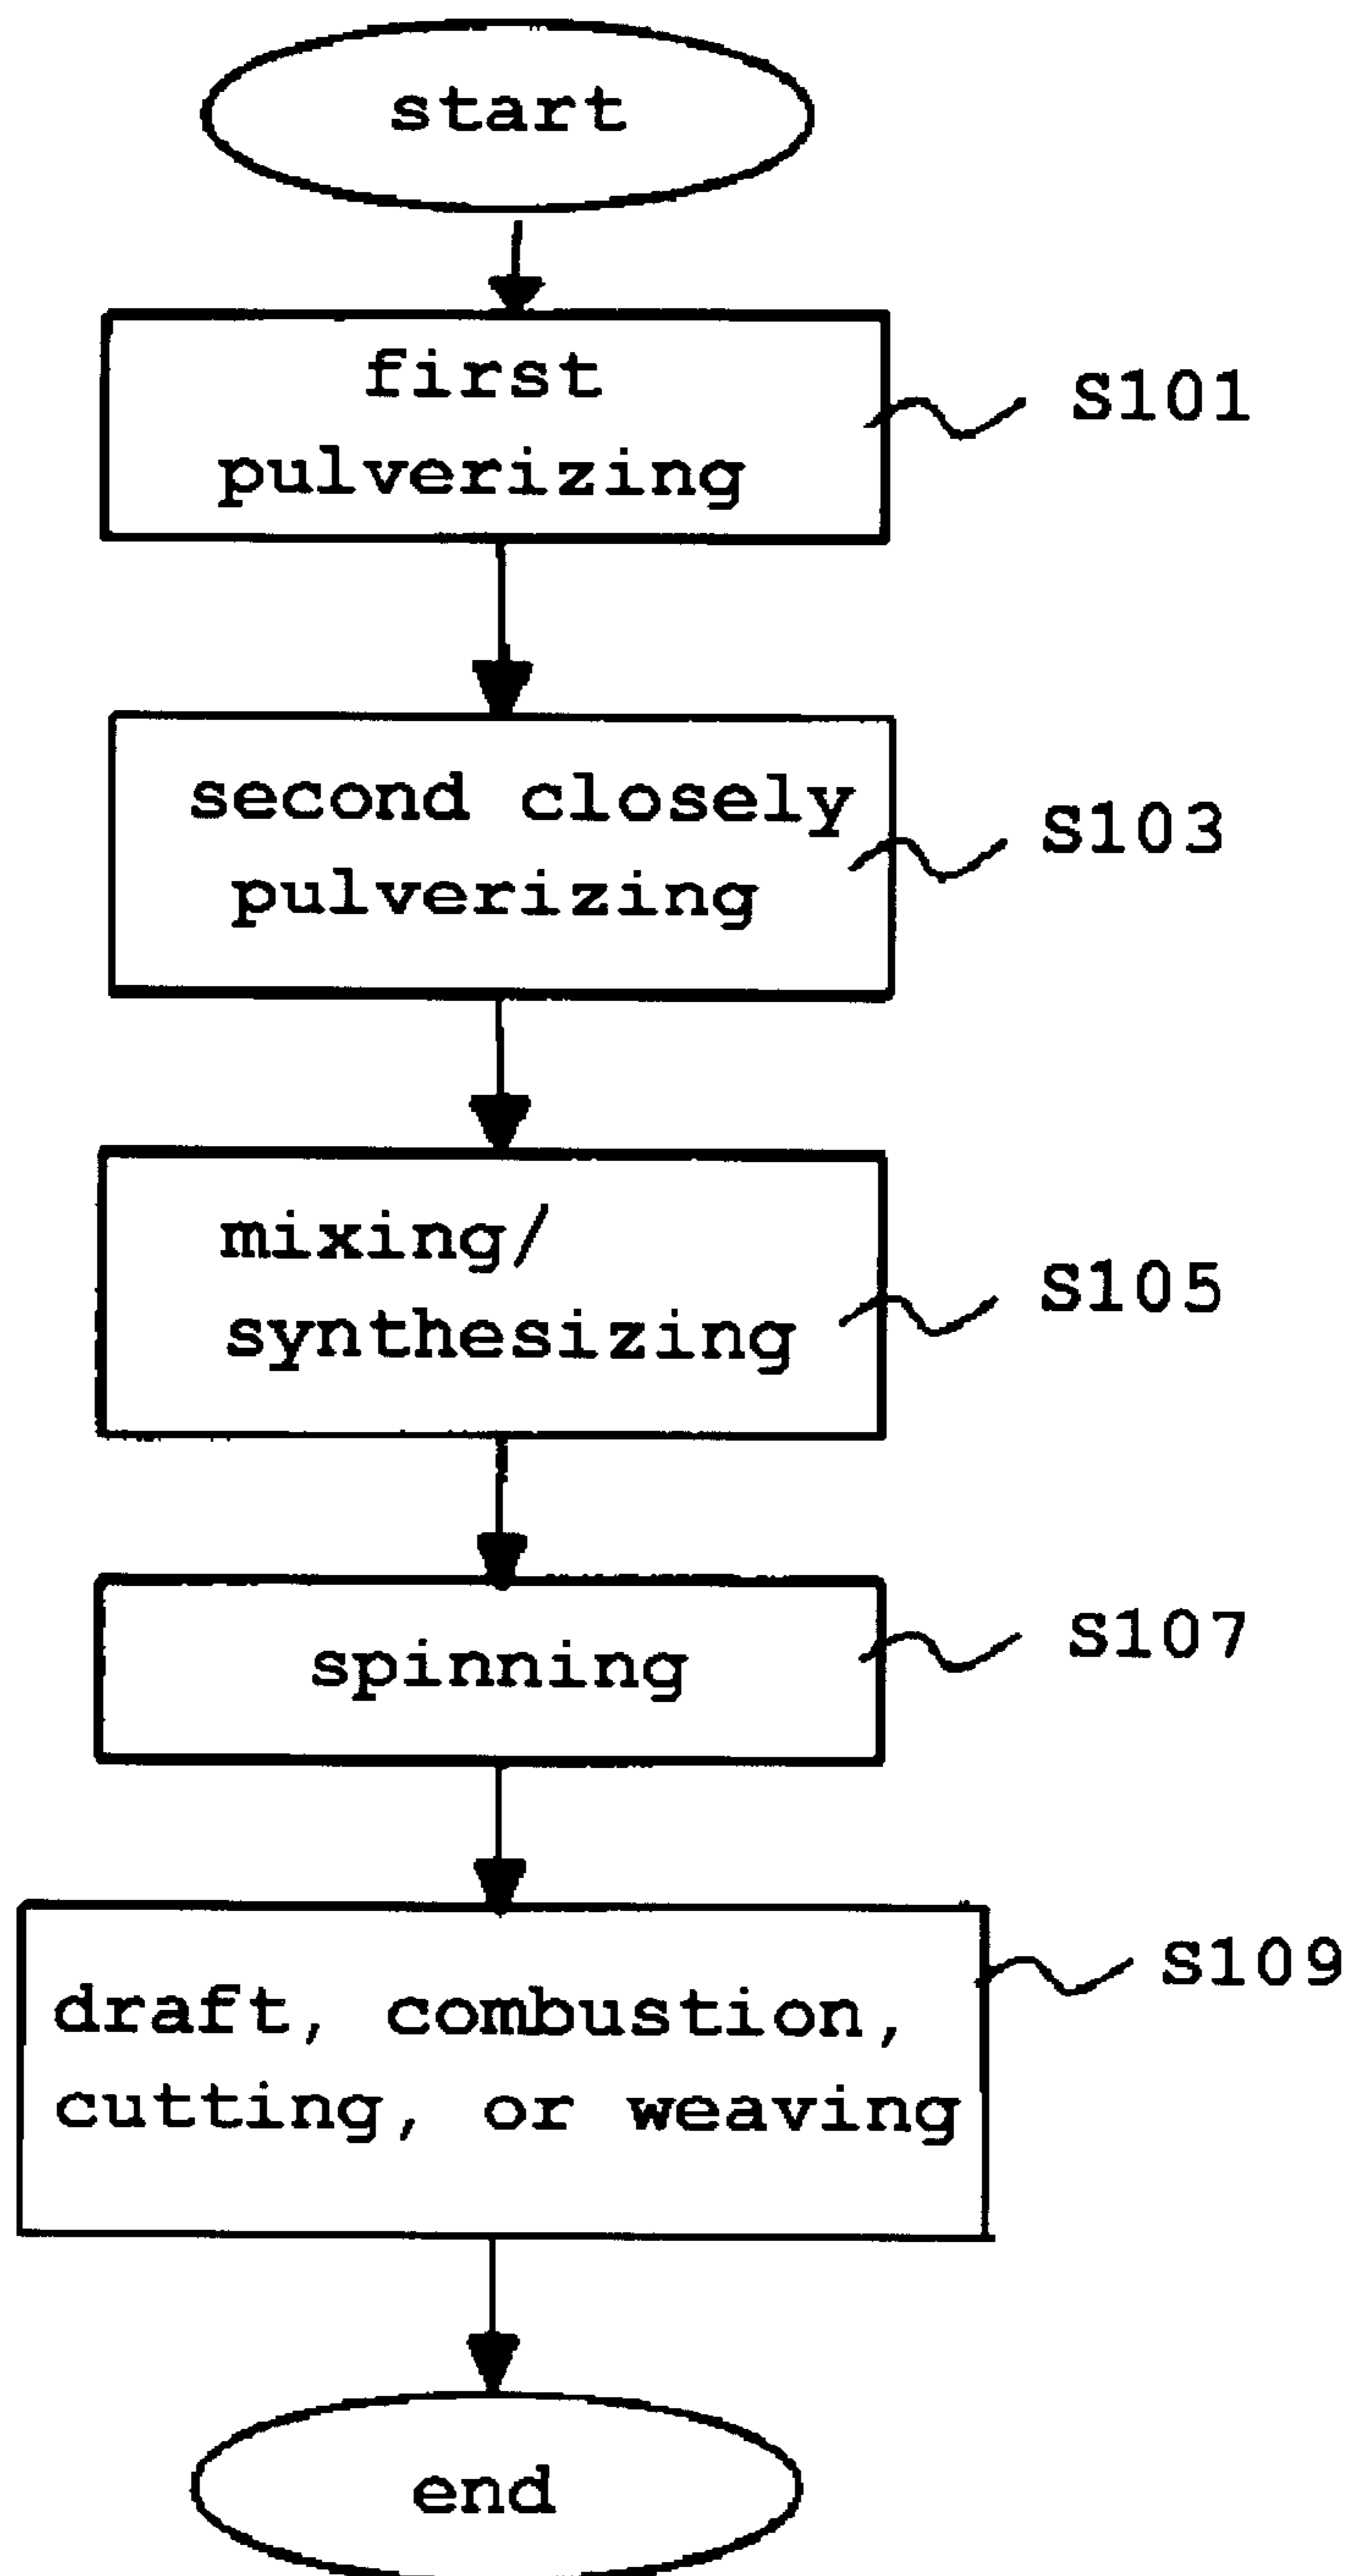 start
first
pulverizing
S101
second closely
pulverizing
S103
mixing/
synthesizing
S105
spinning
S107
draft, combustion,
cutting, or weaving
S109
end